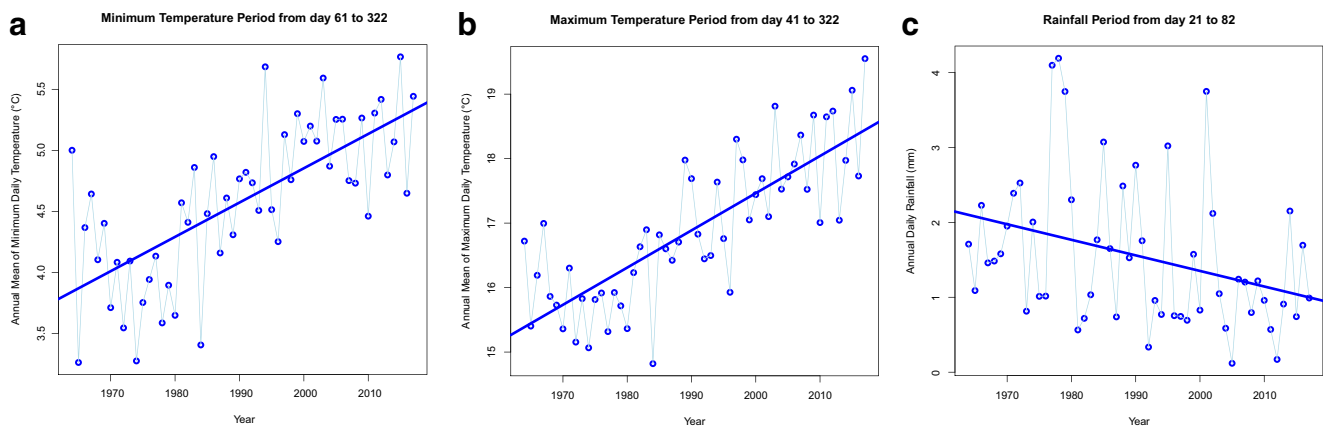 a
Minimum Temperature Period from day 61 to 322
Annual Mean of Minimum Daily Temperature (°C)
5.5
5.0
4.5
4.0
3.5
1970
1980
1990
2000
2010
Year
b
Maximum Temperature Period from day 41 to 322
Annual Mean of Maximum Daily Temperature (°C)
19
18
17
16
15
1970
1980
1990
2000
2010
Year
c
Rainfall Period from day 21 to 82
Annual Daily Rainfall (mm)
4
3
2
1
0
1970
1980
1990
2000
2010
Year